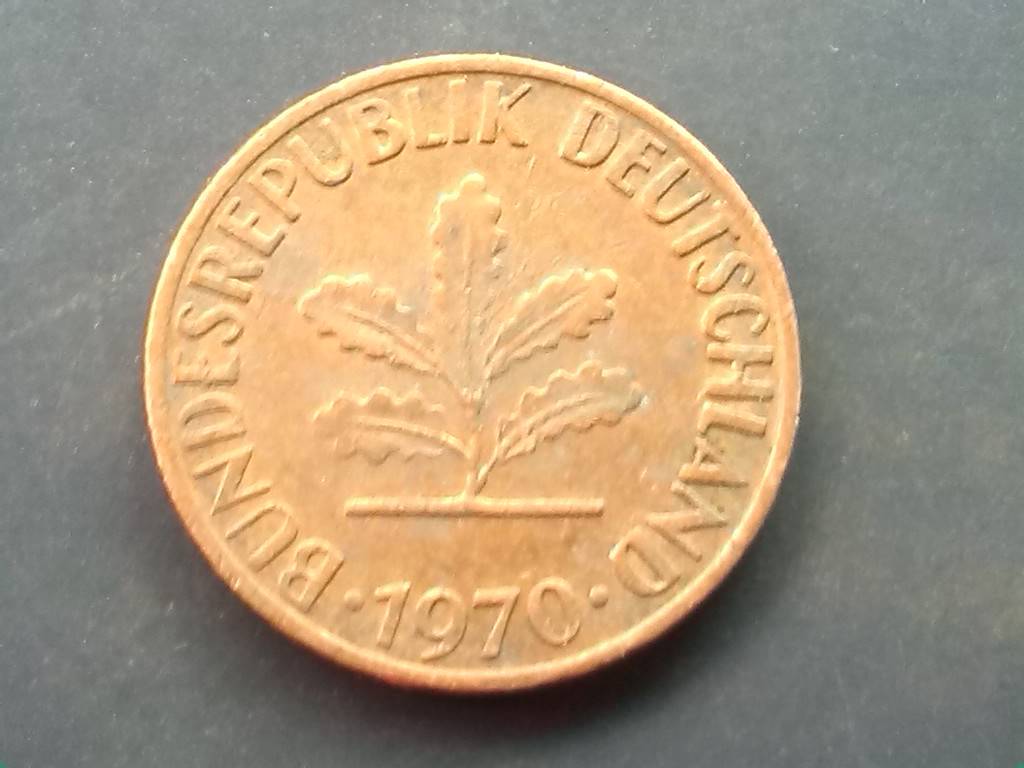 BUNDESREPUBLIK DEUTSCHLAND
· 1970 ·